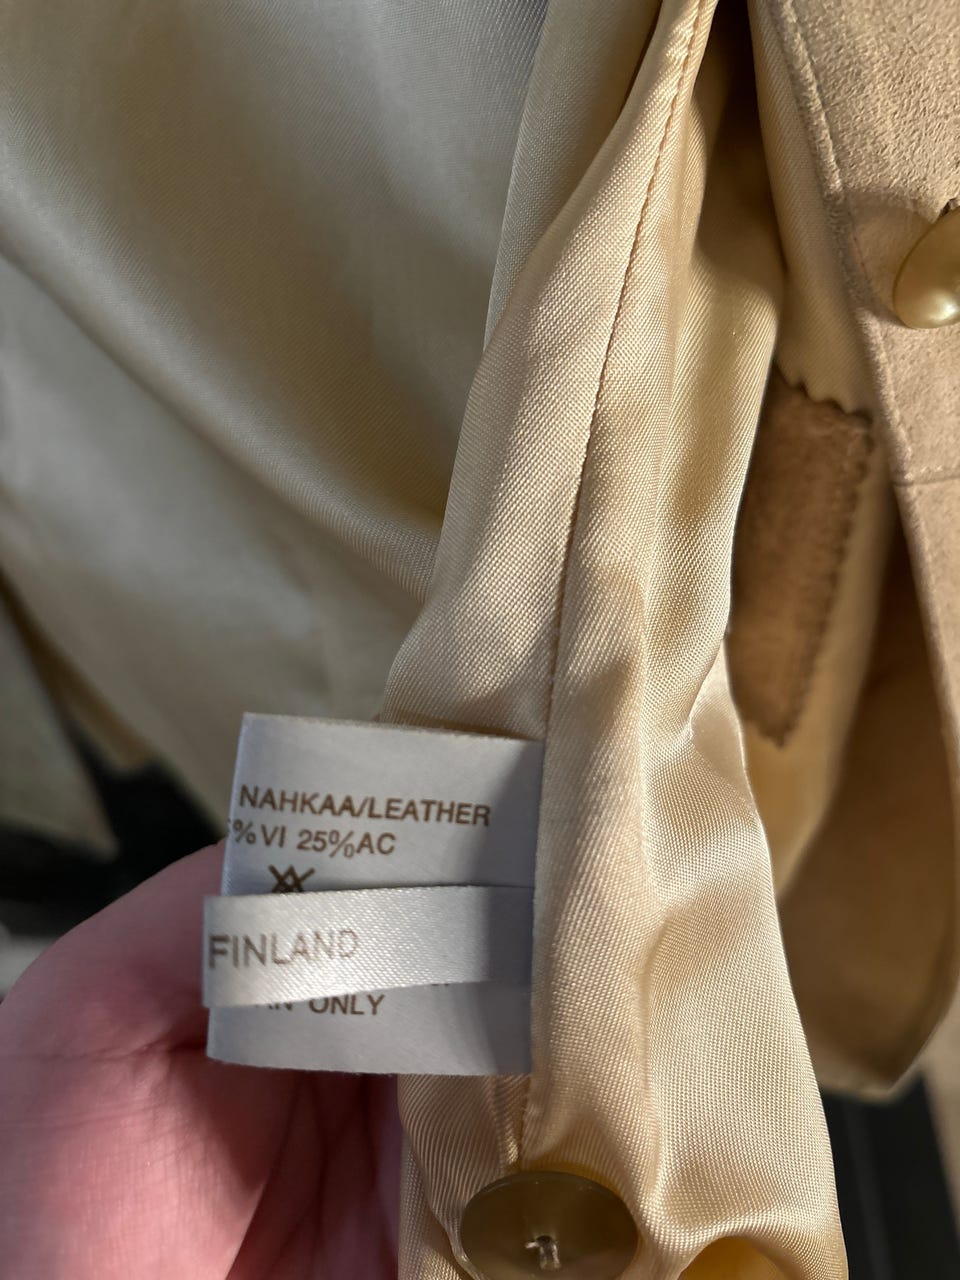 NAHKAA/LEATHER
% VI 25%AC
FINLAND
ONLY